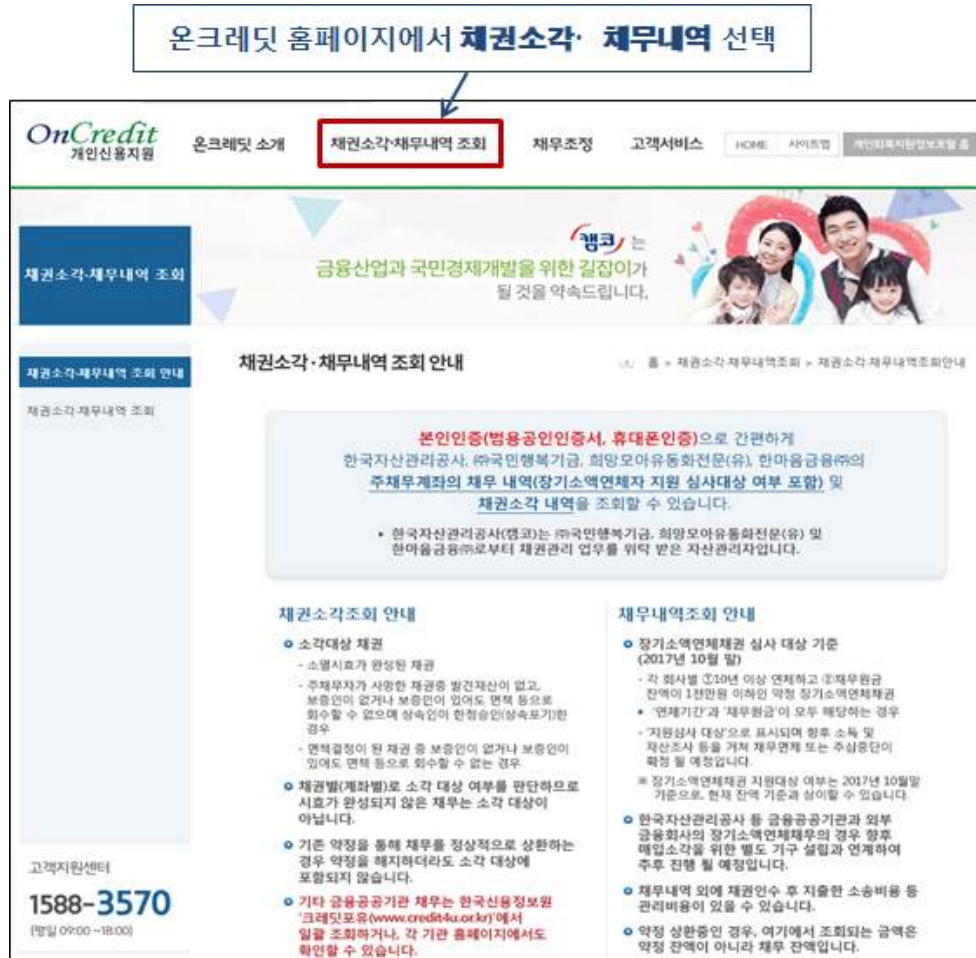 온크레딧 홈페이지에서 채권소각· 채무내역 선택
OnCredit
개인신용지원
온크레딧 소개
채권소각·채무내역 조회
채무조정
고객서비스
HOME
사이트맵
개인회복지원정보포털 홈
채권소각·채무내역 조회
캠코는
금융산업과 국민경제개발을 위한 길잡이가
될 것을 약속드립니다.
채권소각·채무내역 조회 안내
채권소각·채무내역 조회
채권소각·채무내역 조회 안내
홈 > 채권소각·채무내역조회 > 채권소각·채무내역조회안내
본인인증(범용공인인증서, 휴대폰인증)으로 간편하게
한국자산관리공사, ㈜국민행복기금, 희망모아유동화전문(유), 한마음금융㈜의
주채무계좌의 채무 내역(장기소액연체자 지원 심사대상 여부 포함) 및
채권소각 내역을 조회할 수 있습니다.
• 한국자산관리공사(캠코)는 ㈜국민행복기금, 희망모아유동화전문(유) 및
한마음금융㈜로부터 채권관리 업무를 위탁 받은 자산관리자입니다.
채권소각조회 안내
소각대상 채권
- 소멸시효가 완성된 채권
- 주채무자가 사망한 채권중 발견재산이 없고,
보증인이 없거나 보증인이 있어도 면책 등으로
회수할 수 없으며 상속인이 한정승인(상속포기)한
경우
- 면책결정이 된 채권 중 보증인이 없거나 보증인이
있어도 면책 등으로 회수할 수 없는 경우
채권별(계좌별)로 소각 대상 여부를 판단하므로
시효가 완성되지 않은 채무는 소각 대상이
아닙니다.
기존 약정을 통해 채무를 정상적으로 상환하는
경우 약정을 해지하더라도 소각 대상에
포함되지 않습니다.
기타 금융공공기관 채무는 한국신용정보원
'크레딧포유(www.credit4u.or.kr)'에서
일괄 조회하거나, 각 기관 홈페이지에서도
확인할 수 있습니다.
채무내역조회 안내
장기소액연체채권 심사 대상 기준
(2017년 10월 말)
- 각 회사별 ①10년 이상 연체하고 ②채무원금
잔액이 1천만원 이하인 약정 장기소액연체채권
• '연체기간'과 '채무원금'이 모두 해당하는 경우
- '지원심사 대상'으로 표시되며 향후 소득 및
재산조사 등을 거쳐 채무면제 또는 추심중단이
확정 될 예정입니다.
※ 장기소액연체채권 지원대상 여부는 2017년 10월말
기준으로, 현재 잔액 기준과 상이할 수 있습니다.
한국자산관리공사 등 금융공공기관과 외부
금융회사의 장기소액연체채무의 경우 향후
매입소각을 위한 별도 기구 설립과 연계하여
추후 진행 될 예정입니다.
채무내역 외에 채권인수 후 지출한 소송비용 등
관리비용이 있을 수 있습니다.
약정 상환중인 경우, 여기에서 조회되는 금액은
약정 잔액이 아니라 채무 잔액입니다.
고객지원센터
1588-3570
(평일 09:00 ~18:00)